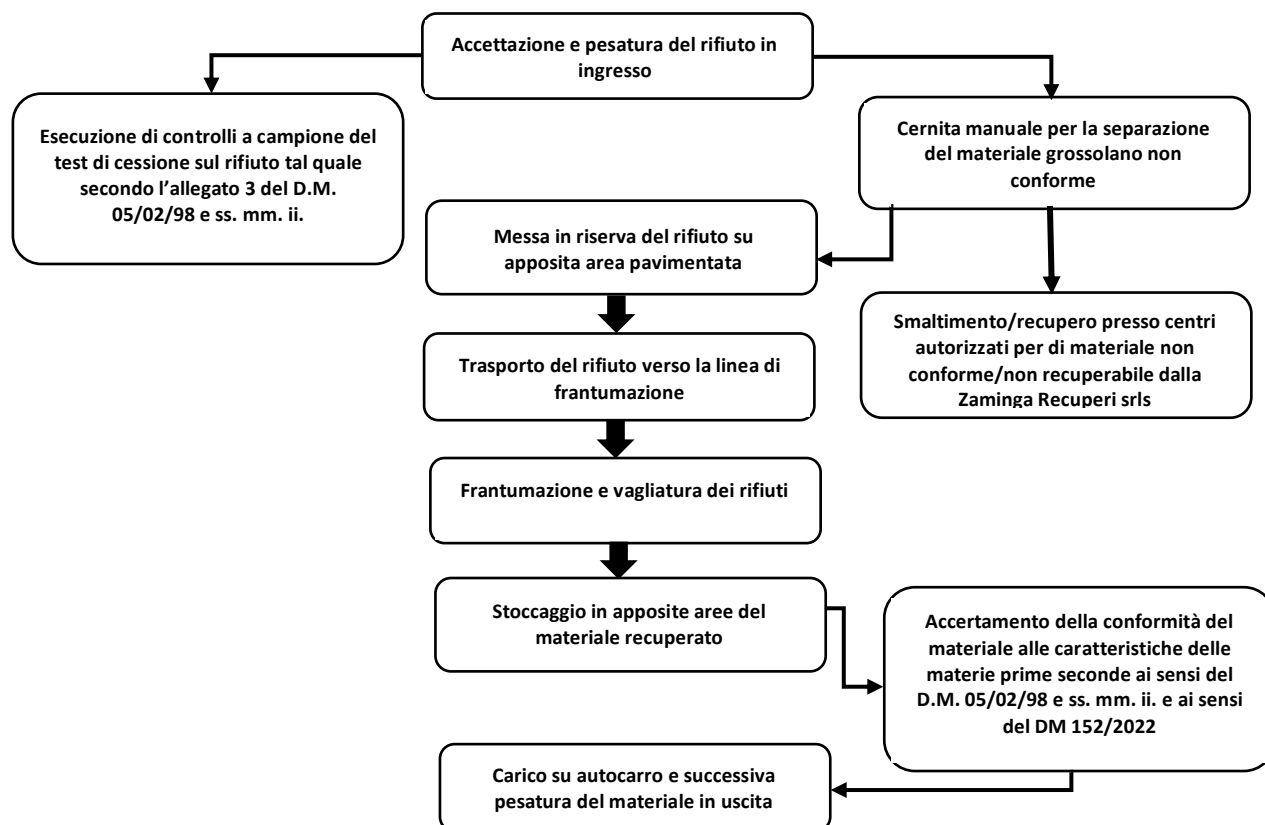 Accettazione e pesatura del rifiuto in
ingresso
Esecuzione di controlli a campione del
test di cessione sul rifiuto tal quale
secondo l’allegato 3 del D.M.
05/02/98 e ss. mm. ii.
Cernita manuale per la separazione
del materiale grossolano non
conforme
Messa in riserva del rifiuto su
apposita area pavimentata
Smaltimento/recupero presso centri
autorizzati per di materiale non
conforme/non recuperabile dalla
Zaminga Recuperi srls
Trasporto del rifiuto verso la linea di
frantumazione
Frantumazione e vagliatura dei rifiuti
Stoccaggio in apposite aree del
materiale recuperato
Accertamento della conformità del
materiale alle caratteristiche delle
materie prime seconde ai sensi del
D.M. 05/02/98 e ss. mm. ii. e ai sensi
del DM 152/2022
Carico su autocarro e successiva
pesatura del materiale in uscita